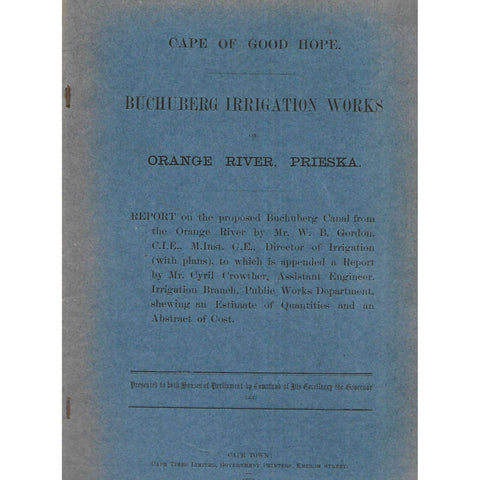 CAPE OF GOOD HOPE.
BUCHUBERG IRRIGATION WORKS
ORANGE RIVER, PRIESKA.
REPORT on the proposed Buchuberg Canal from
the Orange River by Mr. W. B. Gordon,
C.I.E., M.Inst. C.E., Director of Irrigation
(with plans), to which is appended a Report
by Mr. Cyril Crowther, Assistant Engineer,
Irrigation Branch, Public Works Department,
shewing an Estimate of Quantities and an
Abstract of Cost.
Presented to both Houses of Parliament by Command of His Excellency the Governor
CAPE TOWN:
CAPE TIMES LIMITED, GOVERNMENT PRINTERS, KEEROM STREET.